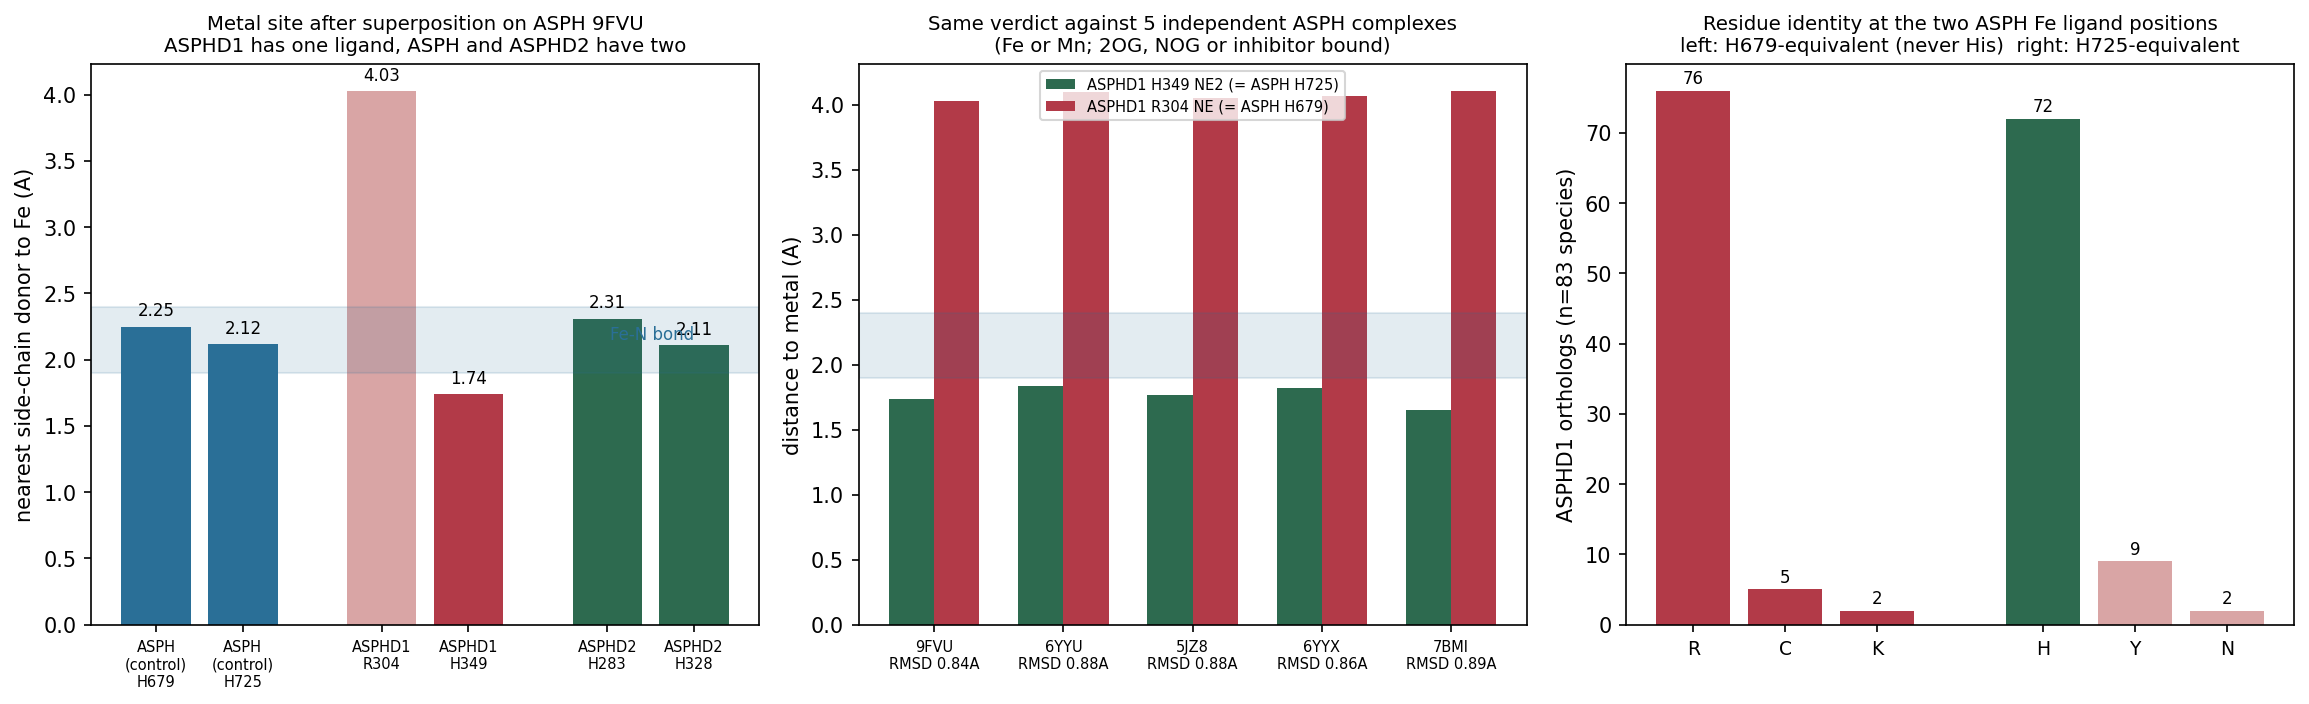 Metal site after superposition on ASPH 9FVU
ASPHD1 has one ligand, ASPH and ASPHD2 have two
nearest side-chain donor to Fe (A)
4.0
3.5
3.0
2.5
2.0
1.5
1.0
0.5
0.0
2.25
2.12
4.03
1.74
2.31
2.11
Fe-N bond
ASPH
(control)
H679
ASPH
(control)
H725
ASPHD1
R304
ASPHD1
H349
ASPHD2
H283
ASPHD2
H328
Same verdict against 5 independent ASPH complexes
(Fe or Mn; 2OG, NOG or inhibitor bound)
ASPHD1 H349 NE2 (= ASPH H725)
ASPHD1 R304 NE (= ASPH H679)
distance to metal (A)
4.0
3.5
3.0
2.5
2.0
1.5
1.0
0.5
0.0
9FVU
RMSD 0.84A
6YYU
RMSD 0.88A
5JZ8
RMSD 0.88A
6YYX
RMSD 0.86A
7BMI
RMSD 0.89A
Residue identity at the two ASPH Fe ligand positions
left: H679-equivalent (never His)  right: H725-equivalent
ASPHD1 orthologs (n=83 species)
70
60
50
40
30
20
10
0
76
5
2
72
9
2
R
C
K
H
Y
N